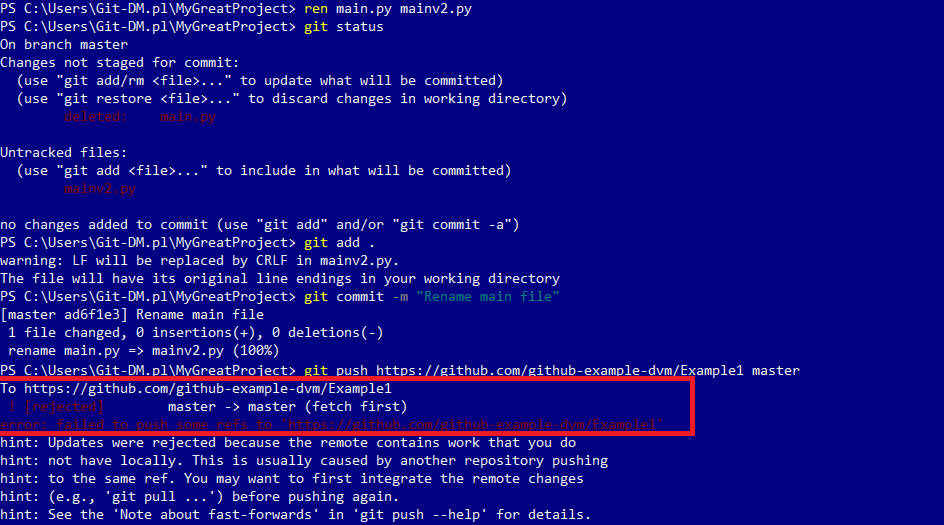 PS C:\Users\Git-DM.pl\MyGreatProject> ren main.py mainv2.py
PS C:\Users\Git-DM.pl\MyGreatProject> git status
On branch master
Changes not staged for commit:
  (use "git add/rm <file>..." to update what will be committed)
  (use "git restore <file>..." to discard changes in working directory)
        deleted:    main.py

Untracked files:
  (use "git add <file>..." to include in what will be committed)
        mainv2.py

no changes added to commit (use "git add" and/or "git commit -a")
PS C:\Users\Git-DM.pl\MyGreatProject> git add .
warning: LF will be replaced by CRLF in mainv2.py.
The file will have its original line endings in your working directory
PS C:\Users\Git-DM.pl\MyGreatProject> git commit -m "Rename main file"
[master ad6f1e3] Rename main file
 1 file changed, 0 insertions(+), 0 deletions(-)
 rename main.py => mainv2.py (100%)
PS C:\Users\Git-DM.pl\MyGreatProject> git push https://github.com/github-example-dvm/Example1 master
To https://github.com/github-example-dvm/Example1
 ! [rejected]        master -> master (fetch first)
error: failed to push some refs to 'https://github.com/github-example-dvm/Example1'
hint: Updates were rejected because the remote contains work that you do
hint: not have locally. This is usually caused by another repository pushing
hint: to the same ref. You may want to first integrate the remote changes
hint: (e.g., 'git pull ...') before pushing again.
hint: See the 'Note about fast-forwards' in 'git push --help' for details.